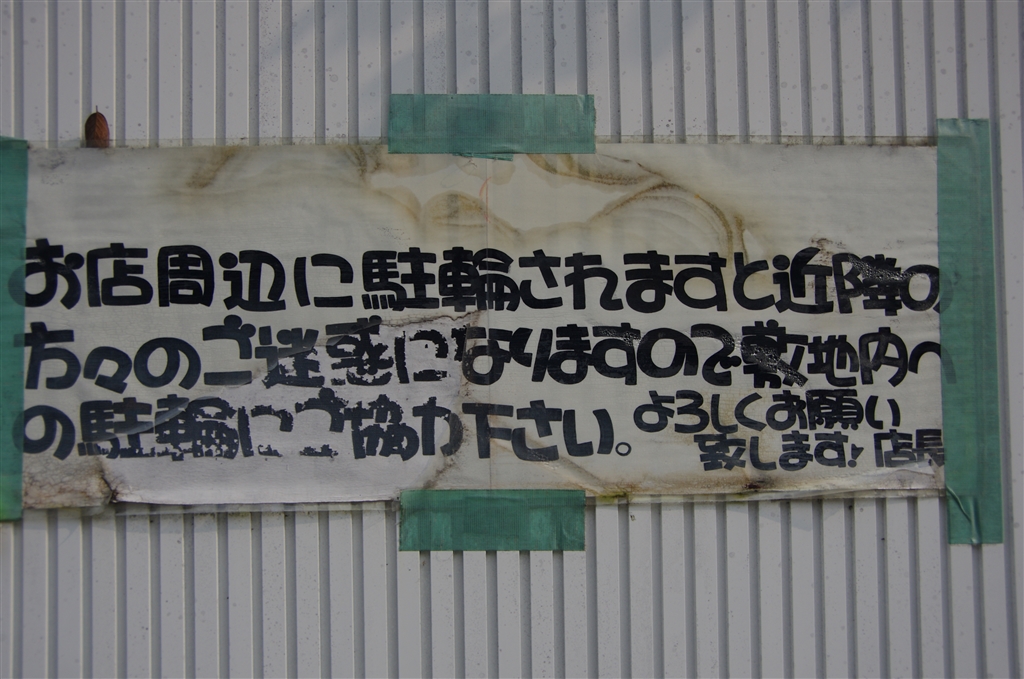 お店周辺に駐輪されますと近隣の
方々のご迷惑になりますので敷地内へ
の駐輪にご協力下さい。
よろしくお願い
致します! 店長